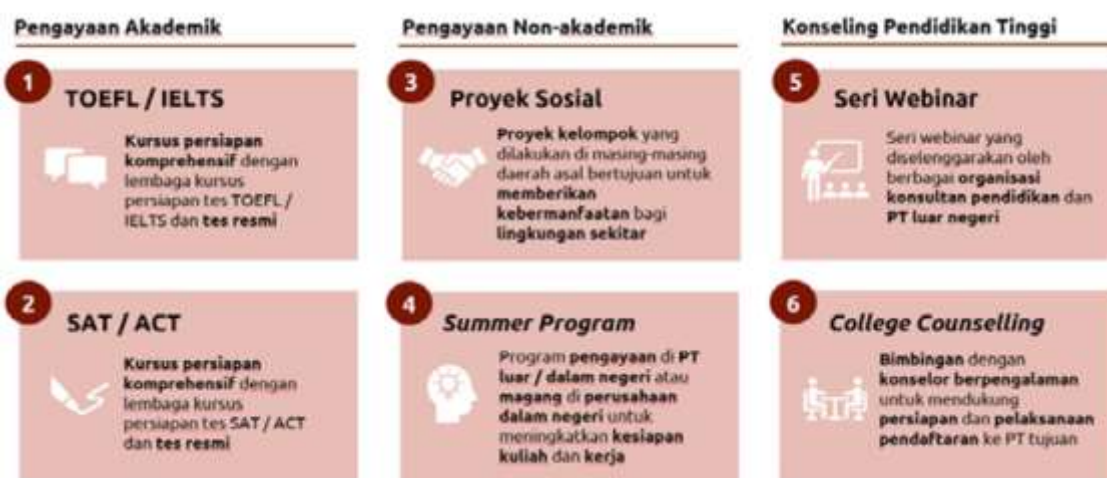 Pengayaan Akademik
1
TOEFL / IELTS
Kursus persiapan
komprehensif dengan
lembaga kursus
persiapan tes TOEFL /
IELTS dan tes resmi
2
SAT / ACT
Kursus persiapan
komprehensif dengan
lembaga kursus
persiapan tes SAT / ACT
dan tes resmi
Pengayaan Non-akademik
3
Proyek Sosial
Proyek kelompok yang
dilakukan di masing-masing
daerah asal bertujuan untuk
memberikan
kebermanfaatan bagi
lingkungan sekitar
4
Summer Program
Program pengayaan di PT
luar / dalam negeri atau
magang di perusahaan
dalam negeri untuk
meningkatkan kesiapan
kuliah dan kerja
Konseling Pendidikan Tinggi
5
Seri Webinar
Seri webinar yang
diselenggarakan oleh
berbagai organisasi
konsultan pendidikan dan
PT luar negeri
6
College Counselling
Bimbingan dengan
konselor berpengalaman
untuk mendukung
persiapan dan pelaksanaan
pendaftaran ke PT tujuan